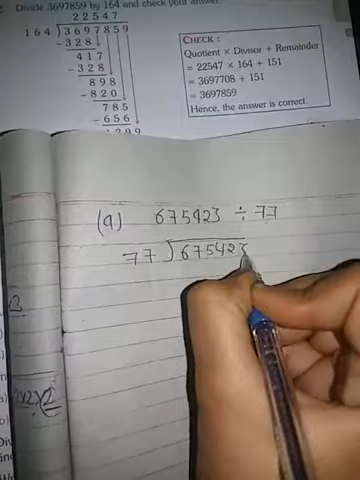 Divide 3697859 by 164 and check your answer.
22547
164)3697859
-328
417
-328
898
-820
785
-656
1299
CHECK:
Quotient × Divisor + Remainder
= 22547 × 164 + 151
= 3697708 + 151
= 3697859
Hence, the answer is correct.
(a) 675423 ÷ 77
77)675423